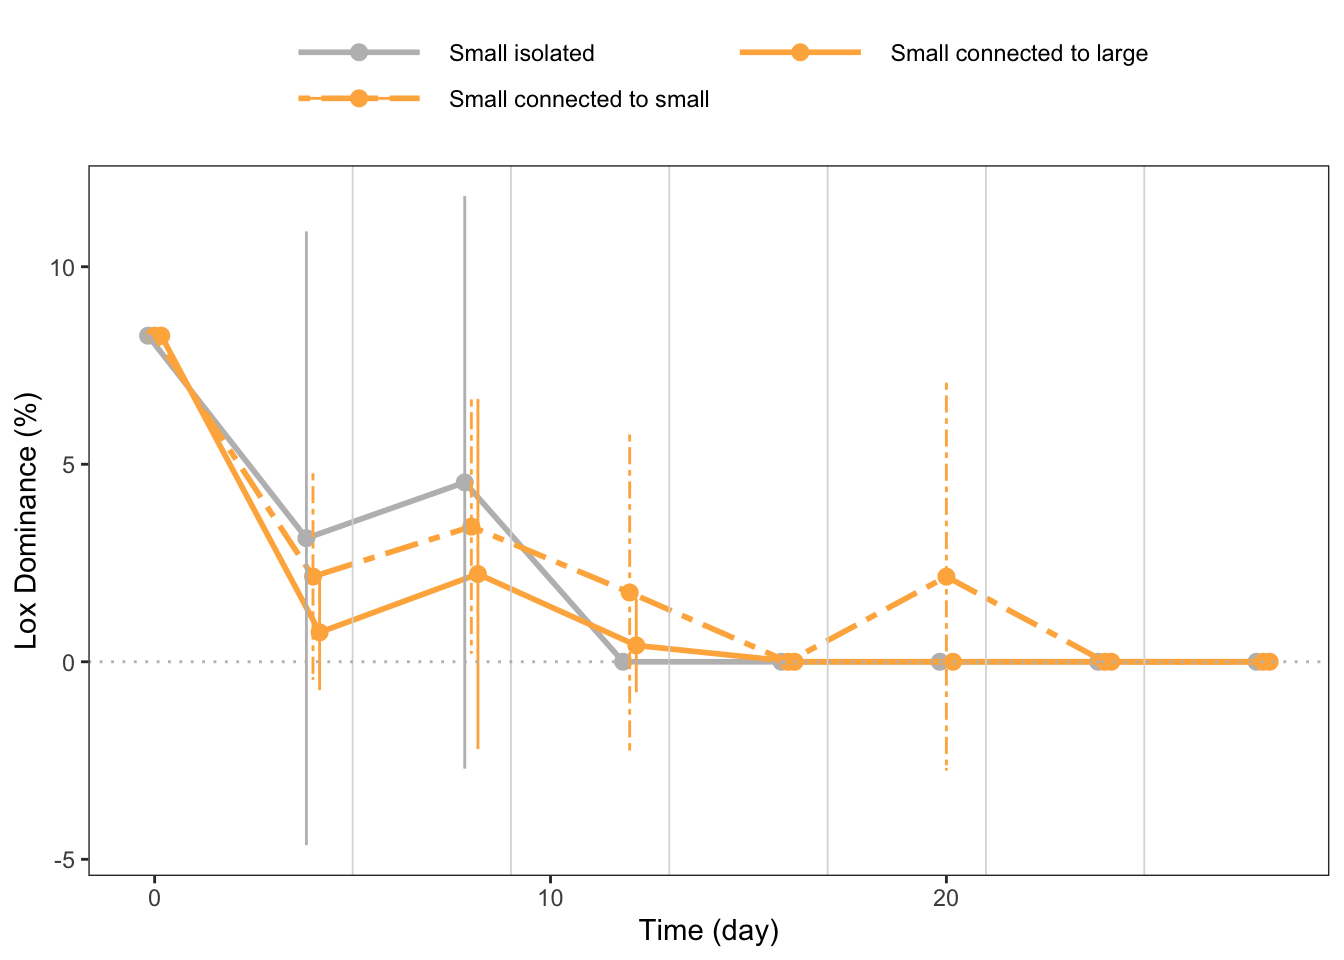 Small isolated
Small connected to large
Small connected to small
Lox Dominance (%)
10
5
0
-5
0
10
20
Time (day)